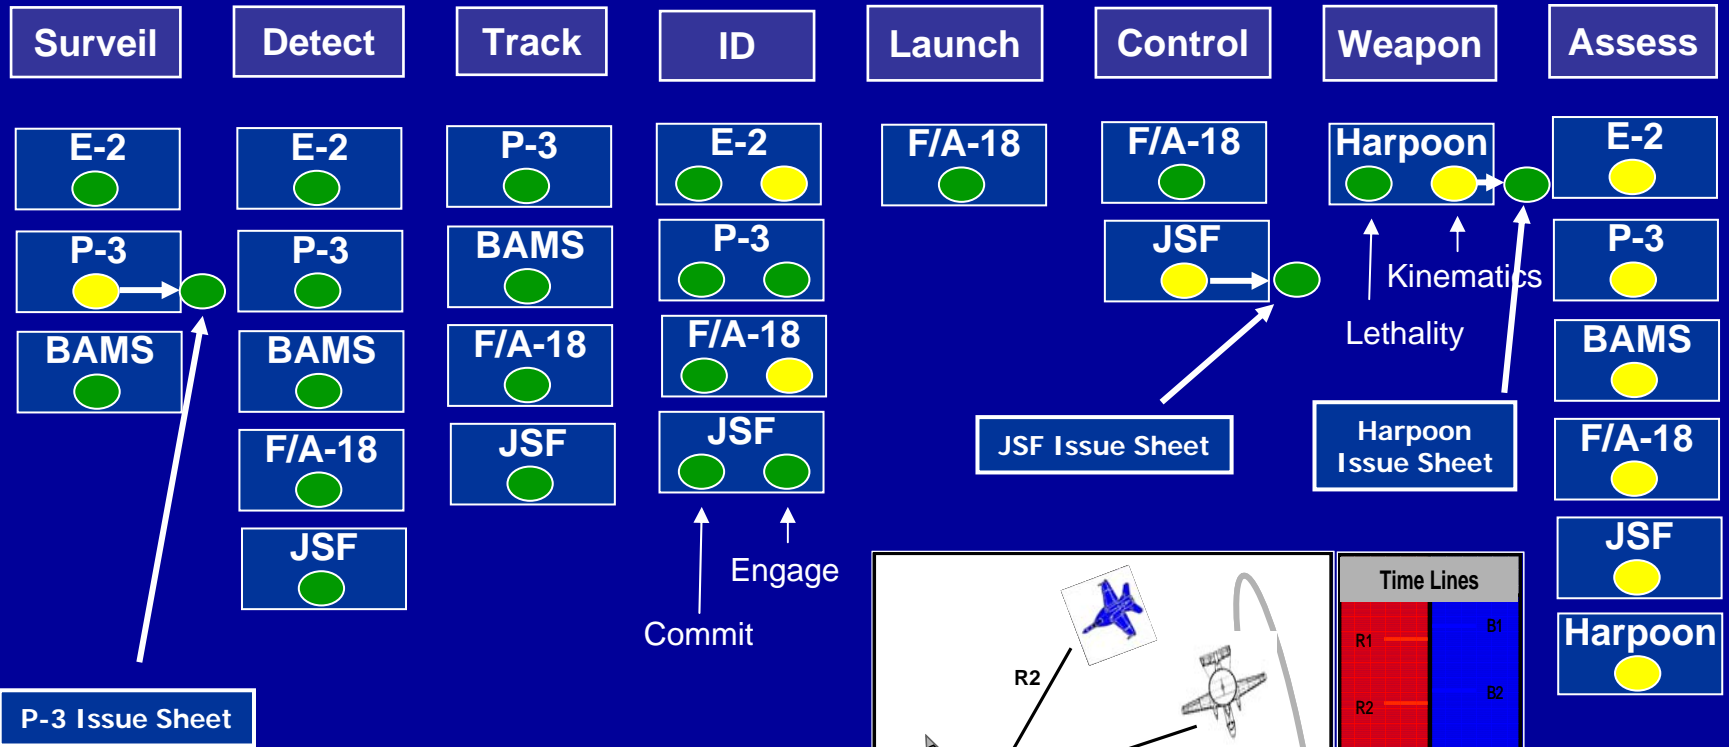 Surveil
Detect
Track
ID
Launch
Control
Weapon
Assess
E-2
P-3
BAMS
E-2
P-3
BAMS
F/A-18
JSF
P-3
BAMS
F/A-18
JSF
E-2
P-3
F/A-18
JSF
Commit
Engage
F/A-18
F/A-18
JSF
Harpoon
Kinematics
Lethality
E-2
P-3
BAMS
F/A-18
JSF
Harpoon
P-3 Issue Sheet
JSF Issue Sheet
Harpoon
Issue Sheet
R2
Time Lines
R1
B1
R2
B2